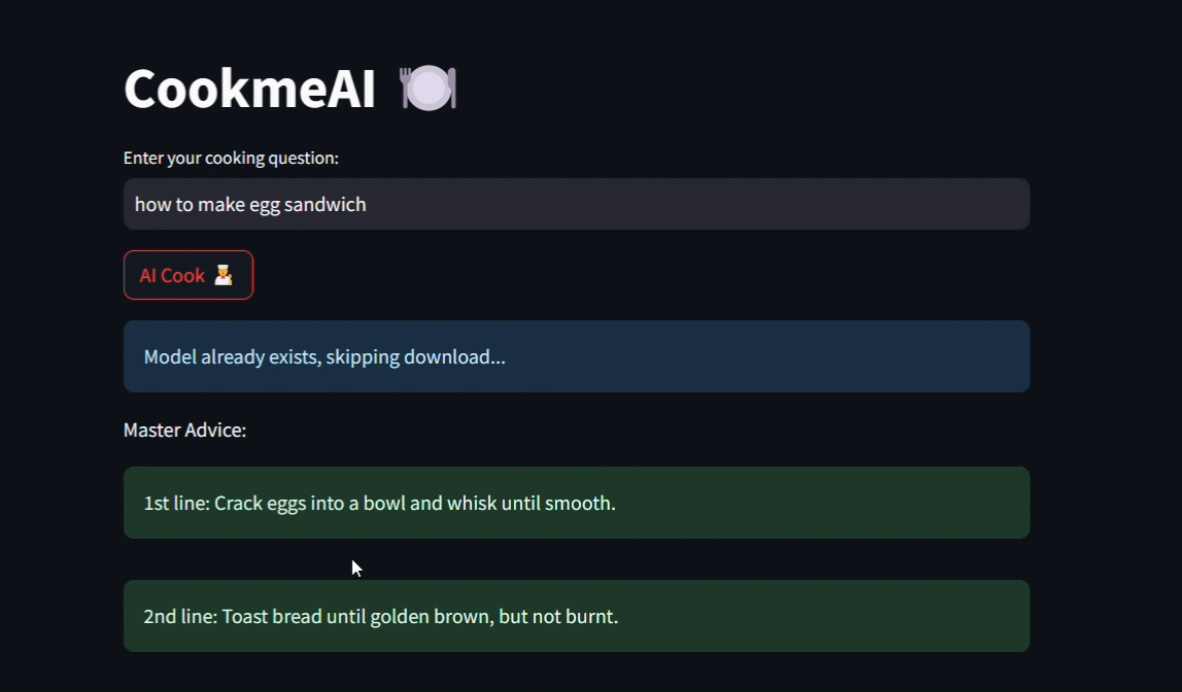 CookmeAI 🍽️
Enter your cooking question:
how to make egg sandwich
AI Cook 👨‍🍳
Model already exists, skipping download...
Master Advice:
1st line: Crack eggs into a bowl and whisk until smooth.
2nd line: Toast bread until golden brown, but not burnt.